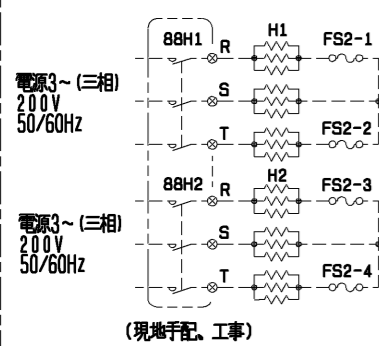 88H1 R H1 FS2-1
電源3～(三相)
200V
50/60Hz
S
T FS2-2
88H2 R H2 FS2-3
電源3～(三相)
200V
50/60Hz
S
T FS2-4
(現地手配、工事)